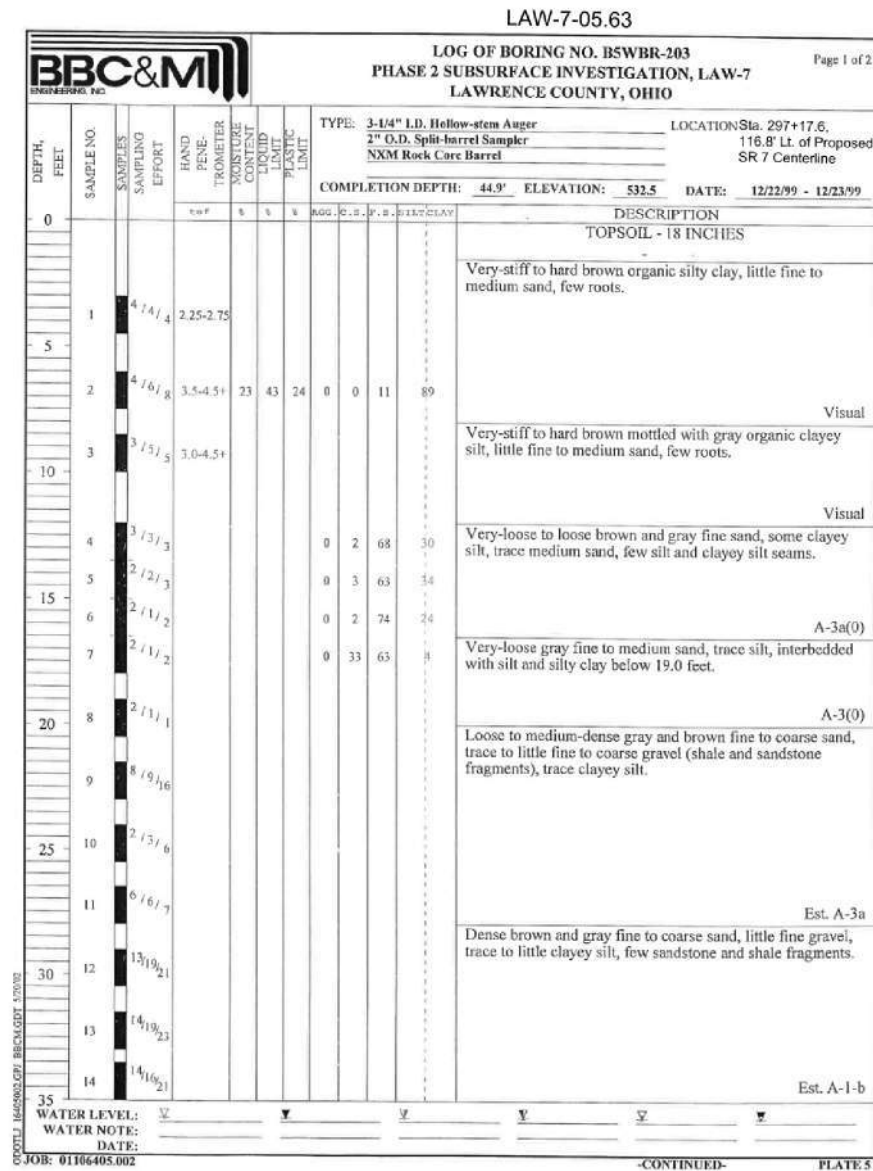 LAW-7-05.63
BBC&M
ENGINEERING, INC.
LOG OF BORING NO. B5WBR-203
PHASE 2 SUBSURFACE INVESTIGATION, LAW-7
LAWRENCE COUNTY, OHIO
Page 1 of 2
DEPTH, FEET
SAMPLE NO.
SAMPLES
SAMPLING EFFORT
HAND PENE-TROMETER
MOISTURE CONTENT
LIQUID LIMIT
PLASTIC LIMIT
TYPE: 3-1/4" I.D. Hollow-stem Auger
2" O.D. Split-barrel Sampler
NXM Rock Core Barrel
LOCATION Sta. 297+17.6,
116.8' Lt. of Proposed
SR 7 Centerline
COMPLETION DEPTH: 44.9' ELEVATION: 532.5 DATE: 12/22/99 - 12/23/99
tsf % % % AGG. C.S. F.S. SILT CLAY DESCRIPTION
0
TOPSOIL - 18 INCHES
Very-stiff to hard brown organic silty clay, little fine to
medium sand, few roots.
1 4/4/4 2.25-2.75
5
2 4/6/8 3.5-4.5+ 23 43 24 0 0 11 89
Visual
Very-stiff to hard brown mottled with gray organic clayey
silt, little fine to medium sand, few roots.
3 3/5/5 3.0-4.5+
10
Visual
Very-loose to loose brown and gray fine sand, some clayey
silt, trace medium sand, few silt and clayey silt seams.
4 3/3/3 0 2 68 30
5 2/2/3 0 3 63 34
15
6 2/1/2 0 2 74 24
A-3a(0)
Very-loose gray fine to medium sand, trace silt, interbedded
with silt and silty clay below 19.0 feet.
7 2/1/2 0 33 63 4
8 2/1/1
A-3(0)
20
Loose to medium-dense gray and brown fine to coarse sand,
trace to little fine to coarse gravel (shale and sandstone
fragments), trace clayey silt.
9 8/9/16
10 2/3/6
25
11 6/6/7
Est. A-3a
Dense brown and gray fine to coarse sand, little fine gravel,
trace to little clayey silt, few sandstone and shale fragments.
12 13/19/21
30
13 14/19/23
14 14/16/21
Est. A-1-b
35
WATER LEVEL:
WATER NOTE:
DATE:
JOB: 01106405.002
-CONTINUED-
PLATE 5